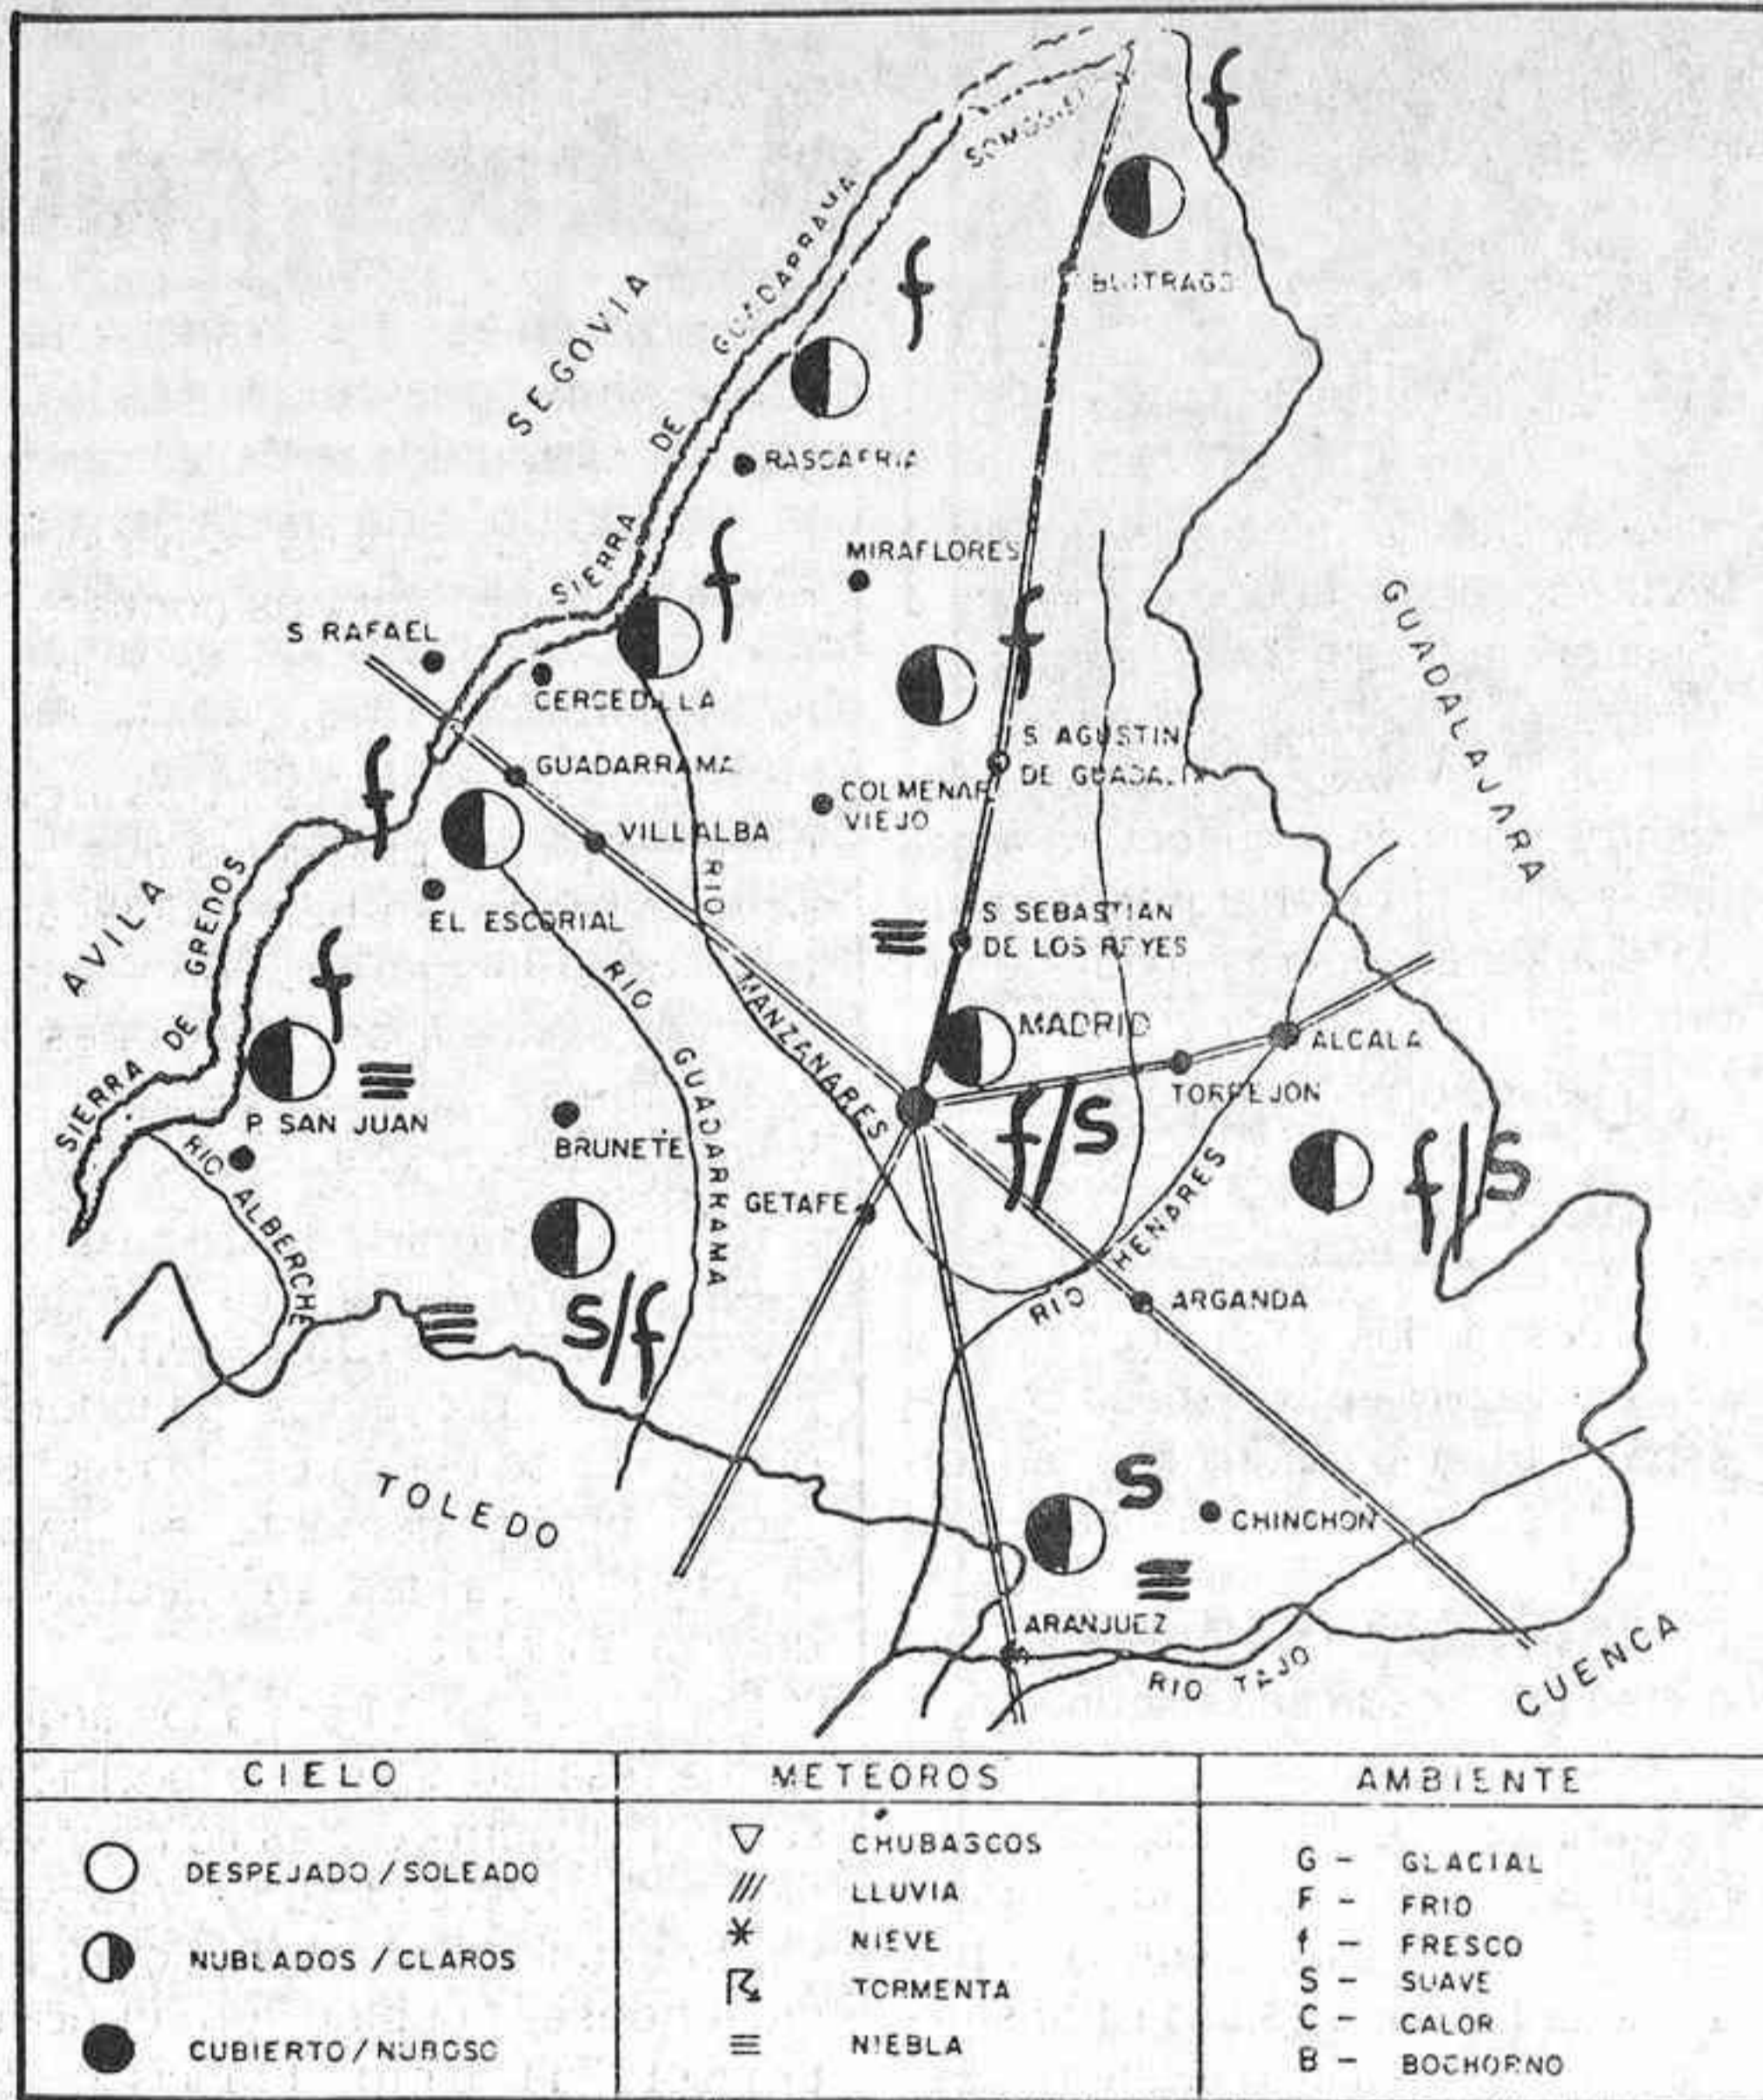 f
BUITRAGO
SEGOVIA
SIERRA DE GUADARRAMA
f
RASCAFRIA
f
MIRAFLORES
f
S RAFAEL
CERCEDILLA
GUADALAJARA
S AGUSTIN
DE GUADALIX
GUADARRAMA
COLMENAR
VIEJO
VILLALBA
f
AVILA
SIERRA DE GREDOS
EL ESCORIAL
S SEBASTIAN
DE LOS REYES
RIO MANZANARES
RIO GUADARRAMA
f
MADRID
ALCALA
TORREJON
P. SAN JUAN
BRUNETE
f/S
f/S
RIO ALBERCHE
GETAFE
RIO HENARES
ARGANDA
S/f
TOLEDO
S
CHINCHON
ARANJUEZ
RIO TAJO
CUENCA
CIELO
DESPEJADO / SOLEADO
NUBLADOS / CLAROS
CUBIERTO / NUBOSO
METEOROS
CHUBASCOS
LLUVIA
NIEVE
TORMENTA
NIEBLA
AMBIENTE
G - GLACIAL
F - FRIO
f - FRESCO
S - SUAVE
C - CALOR
B - BOCHORNO